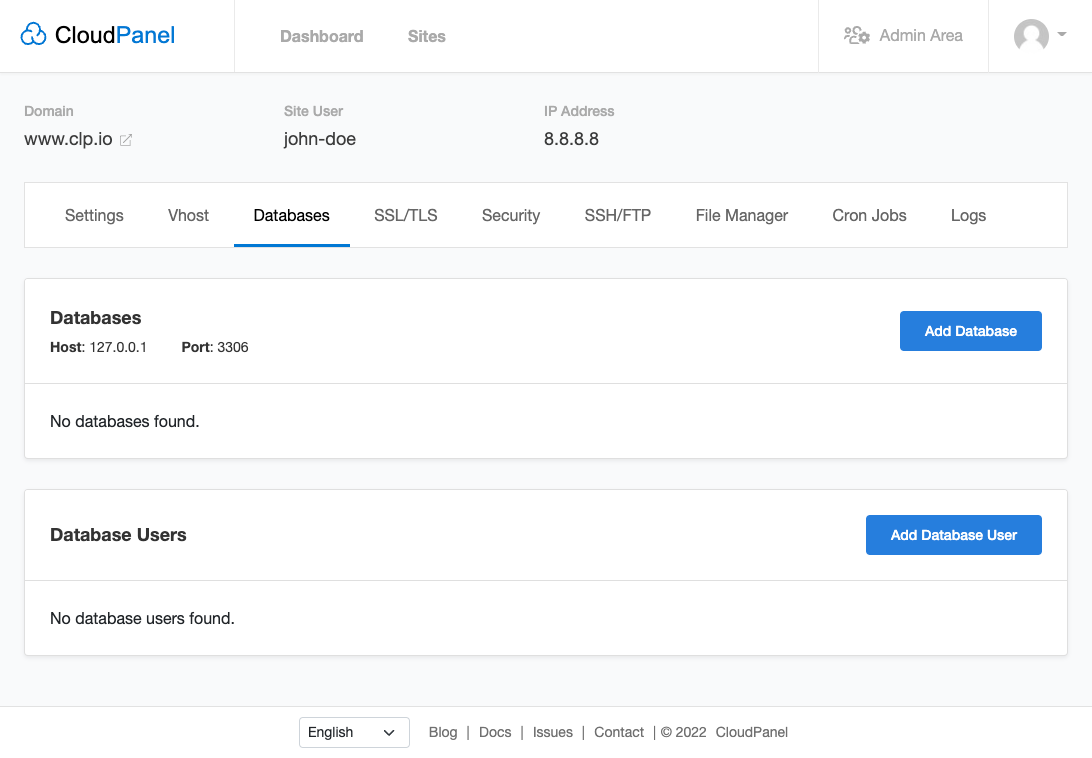 CloudPanel
Dashboard Sites Admin Area
Domain Site User IP Address
www.clp.io john-doe 8.8.8.8
Settings Vhost Databases SSL/TLS Security SSH/FTP File Manager Cron Jobs Logs
Databases
Host: 127.0.0.1 Port: 3306
Add Database
No databases found.
Database Users
Add Database User
No database users found.
English Blog | Docs | Issues | Contact | © 2022 CloudPanel